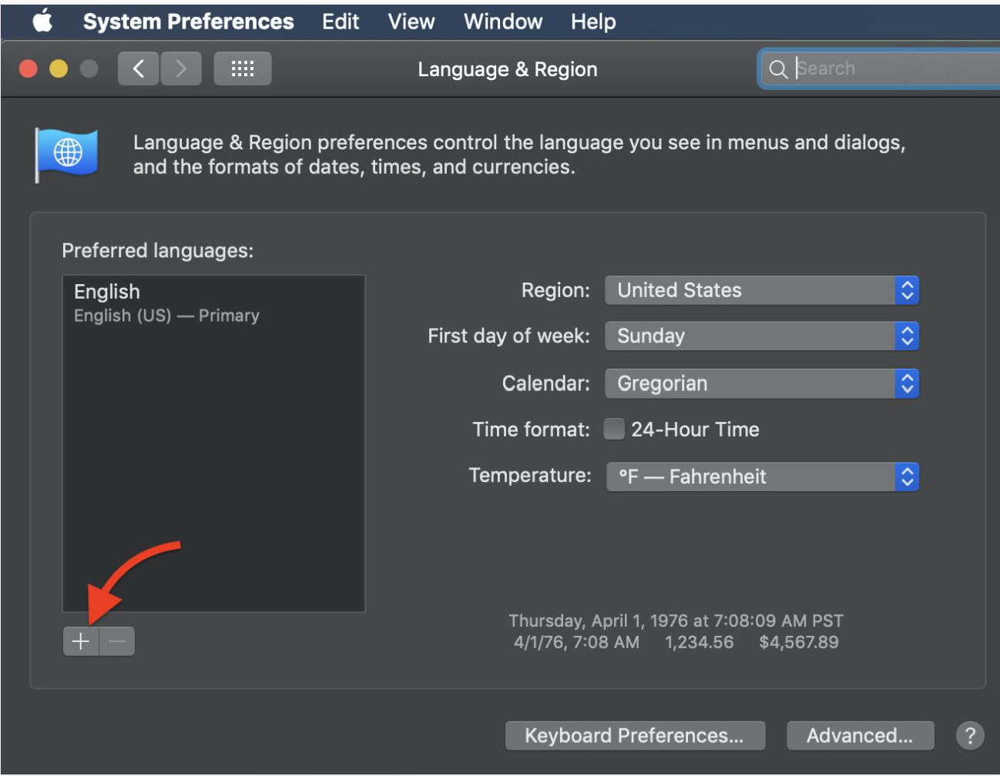 System Preferences Edit View Window Help
Language & Region
Search
Language & Region preferences control the language you see in menus and dialogs,
and the formats of dates, times, and currencies.
Preferred languages:
English
English (US) — Primary
Region: United States
First day of week: Sunday
Calendar: Gregorian
Time format: 24-Hour Time
Temperature: °F — Fahrenheit
Thursday, April 1, 1976 at 7:08:09 AM PST
4/1/76, 7:08 AM 1,234.56 $4,567.89
Keyboard Preferences... Advanced... ?